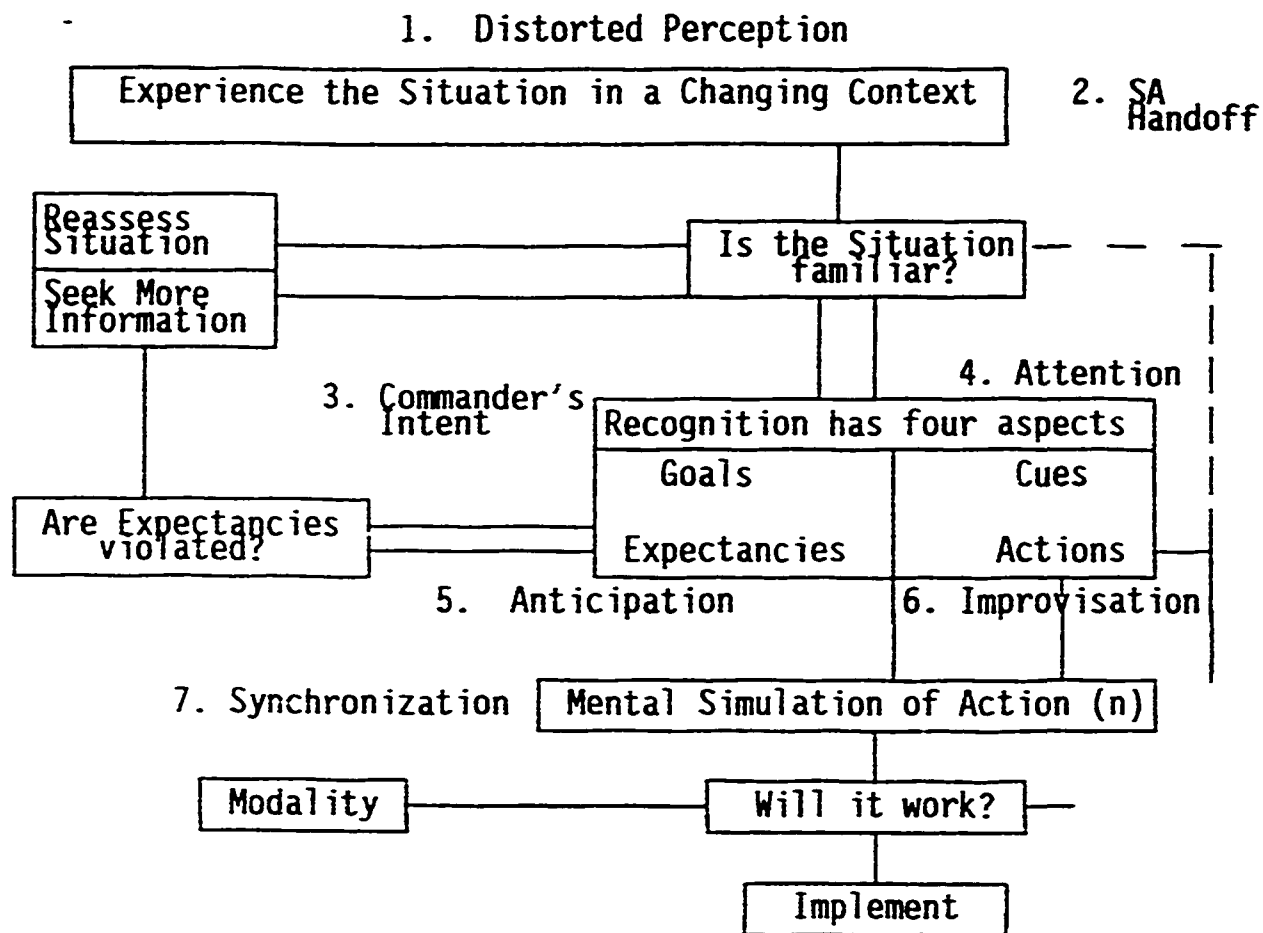 1. Distorted Perception
Experience the Situation in a Changing Context
2. SA
Handoff
Reassess
Situation
Is the Situation
familiar?
Seek More
Information
4. Attention
3. Commander's
Intent
Recognition has four aspects
Goals
Cues
Are Expectancies
violated?
Expectancies
Actions
5. Anticipation
6. Improvisation
7. Synchronization
Mental Simulation of Action (n)
Modality
Will it work?
Implement